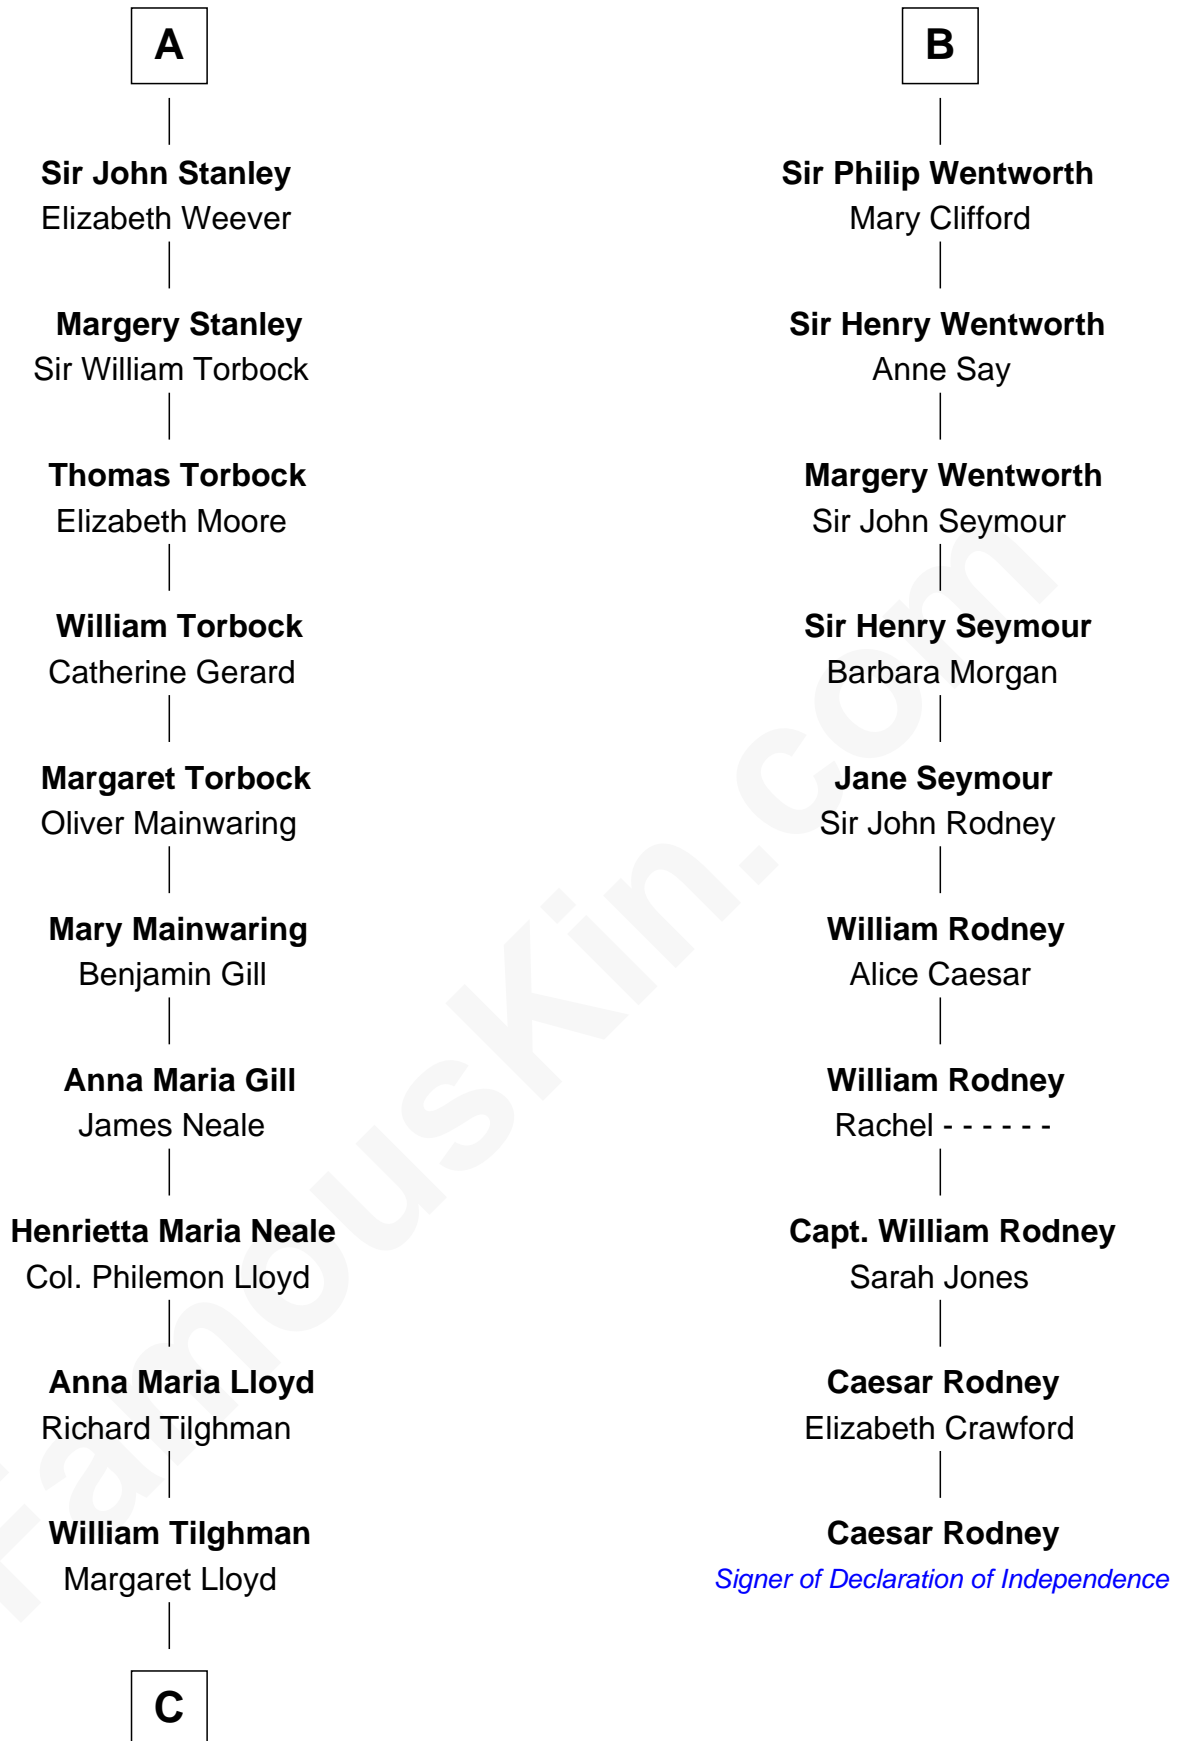 A
Sir John Stanley
Elizabeth Weever
Margery Stanley
Sir William Torbock
Thomas Torbock
Elizabeth Moore
William Torbock
Catherine Gerard
Margaret Torbock
Oliver Mainwaring
Mary Mainwaring
Benjamin Gill
Anna Maria Gill
James Neale
Henrietta Maria Neale
Col. Philemon Lloyd
Anna Maria Lloyd
Richard Tilghman
William Tilghman
Margaret Lloyd
C
B
Sir Philip Wentworth
Mary Clifford
Sir Henry Wentworth
Anne Say
Margery Wentworth
Sir John Seymour
Sir Henry Seymour
Barbara Morgan
Jane Seymour
Sir John Rodney
William Rodney
Alice Caesar
William Rodney
Rachel - - - - - -
Capt. William Rodney
Sarah Jones
Caesar Rodney
Elizabeth Crawford
Caesar Rodney
Signer of Declaration of Independence
FamousKin.com